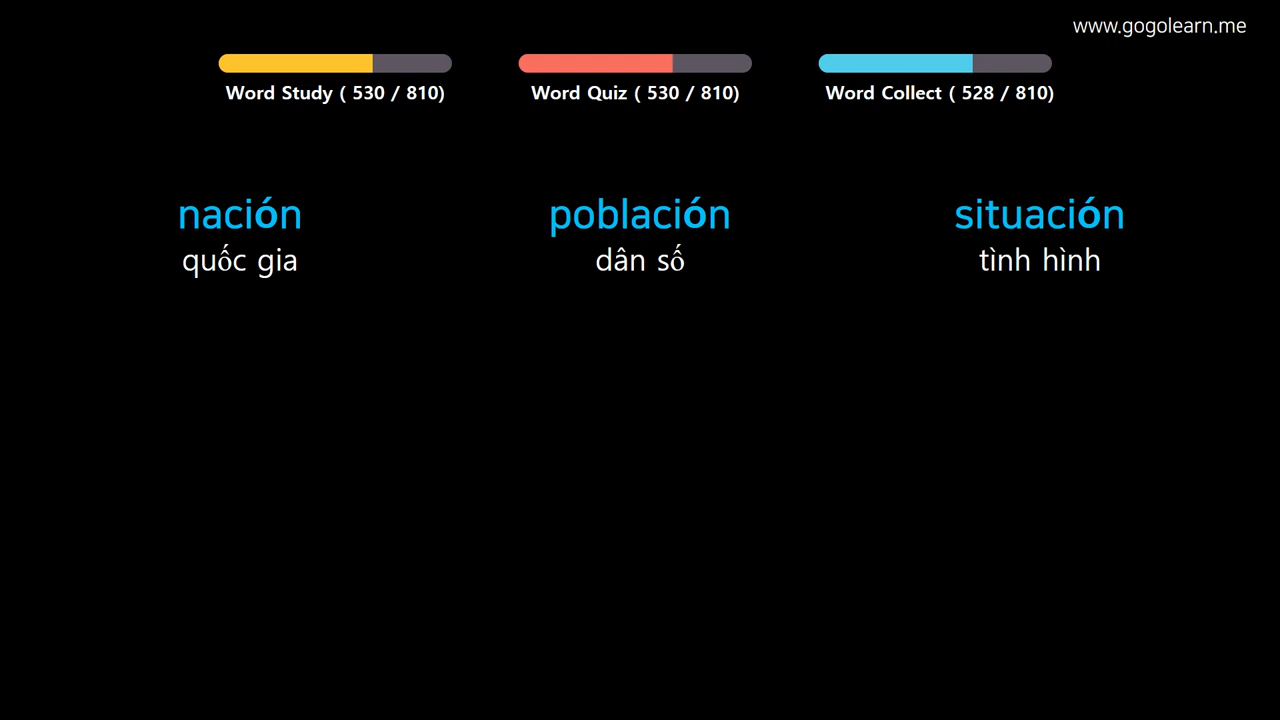 www.gogolearn.me
Word Study ( 530 / 810)
Word Quiz ( 530 / 810)
Word Collect ( 528 / 810)
nación
quốc gia
población
dân số
situación
tình hình